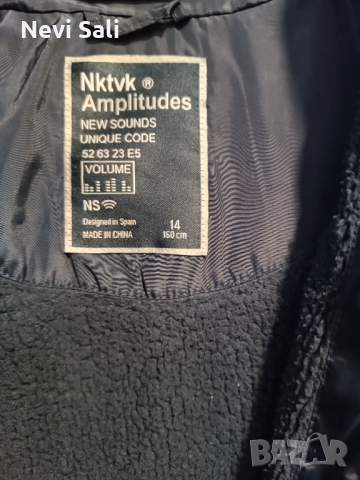 Nevi Sali
Nktvk ®
Amplitudes
NEW SOUNDS
UNIQUE CODE
52 63 23 E5
VOLUME
NS
Designed in Spain
MADE IN CHINA
14
160 cm
BAZAR